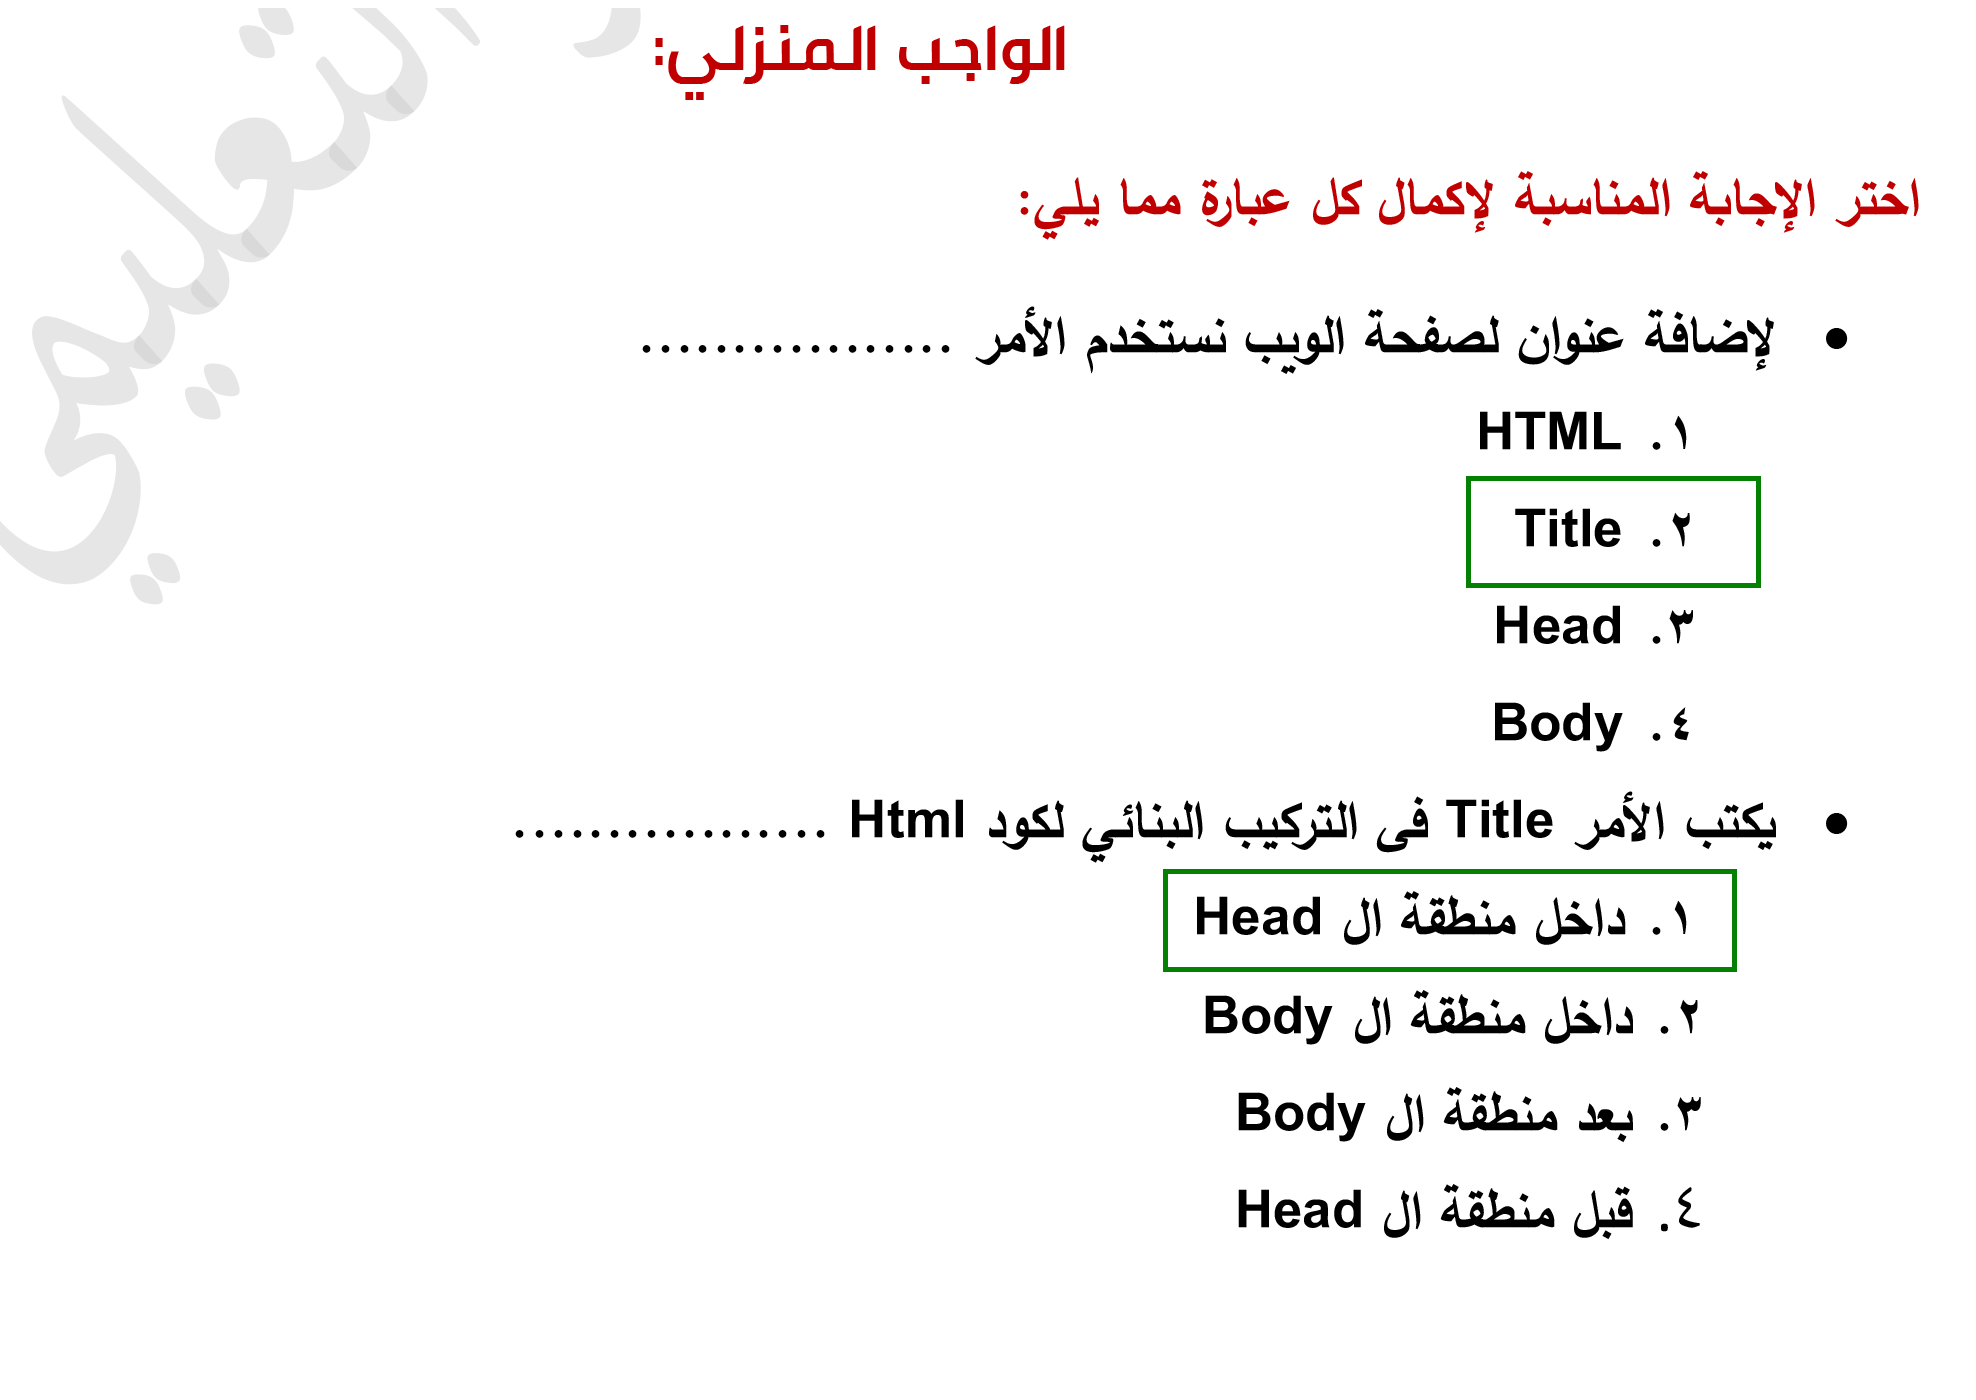 الواجب المنزلي:
اختر الإجابة المناسبة لإكمال كل عبارة مما يلي:
• لإضافة عنوان لصفحة الويب نستخدم الأمر .................
١. HTML
٢. Title
٣. Head
٤. Body
• يكتب الأمر Title فى التركيب البنائي لكود Html .................
١. داخل منطقة ال Head
٢. داخل منطقة ال Body
٣. بعد منطقة ال Body
٤. قبل منطقة ال Head
التعليمي